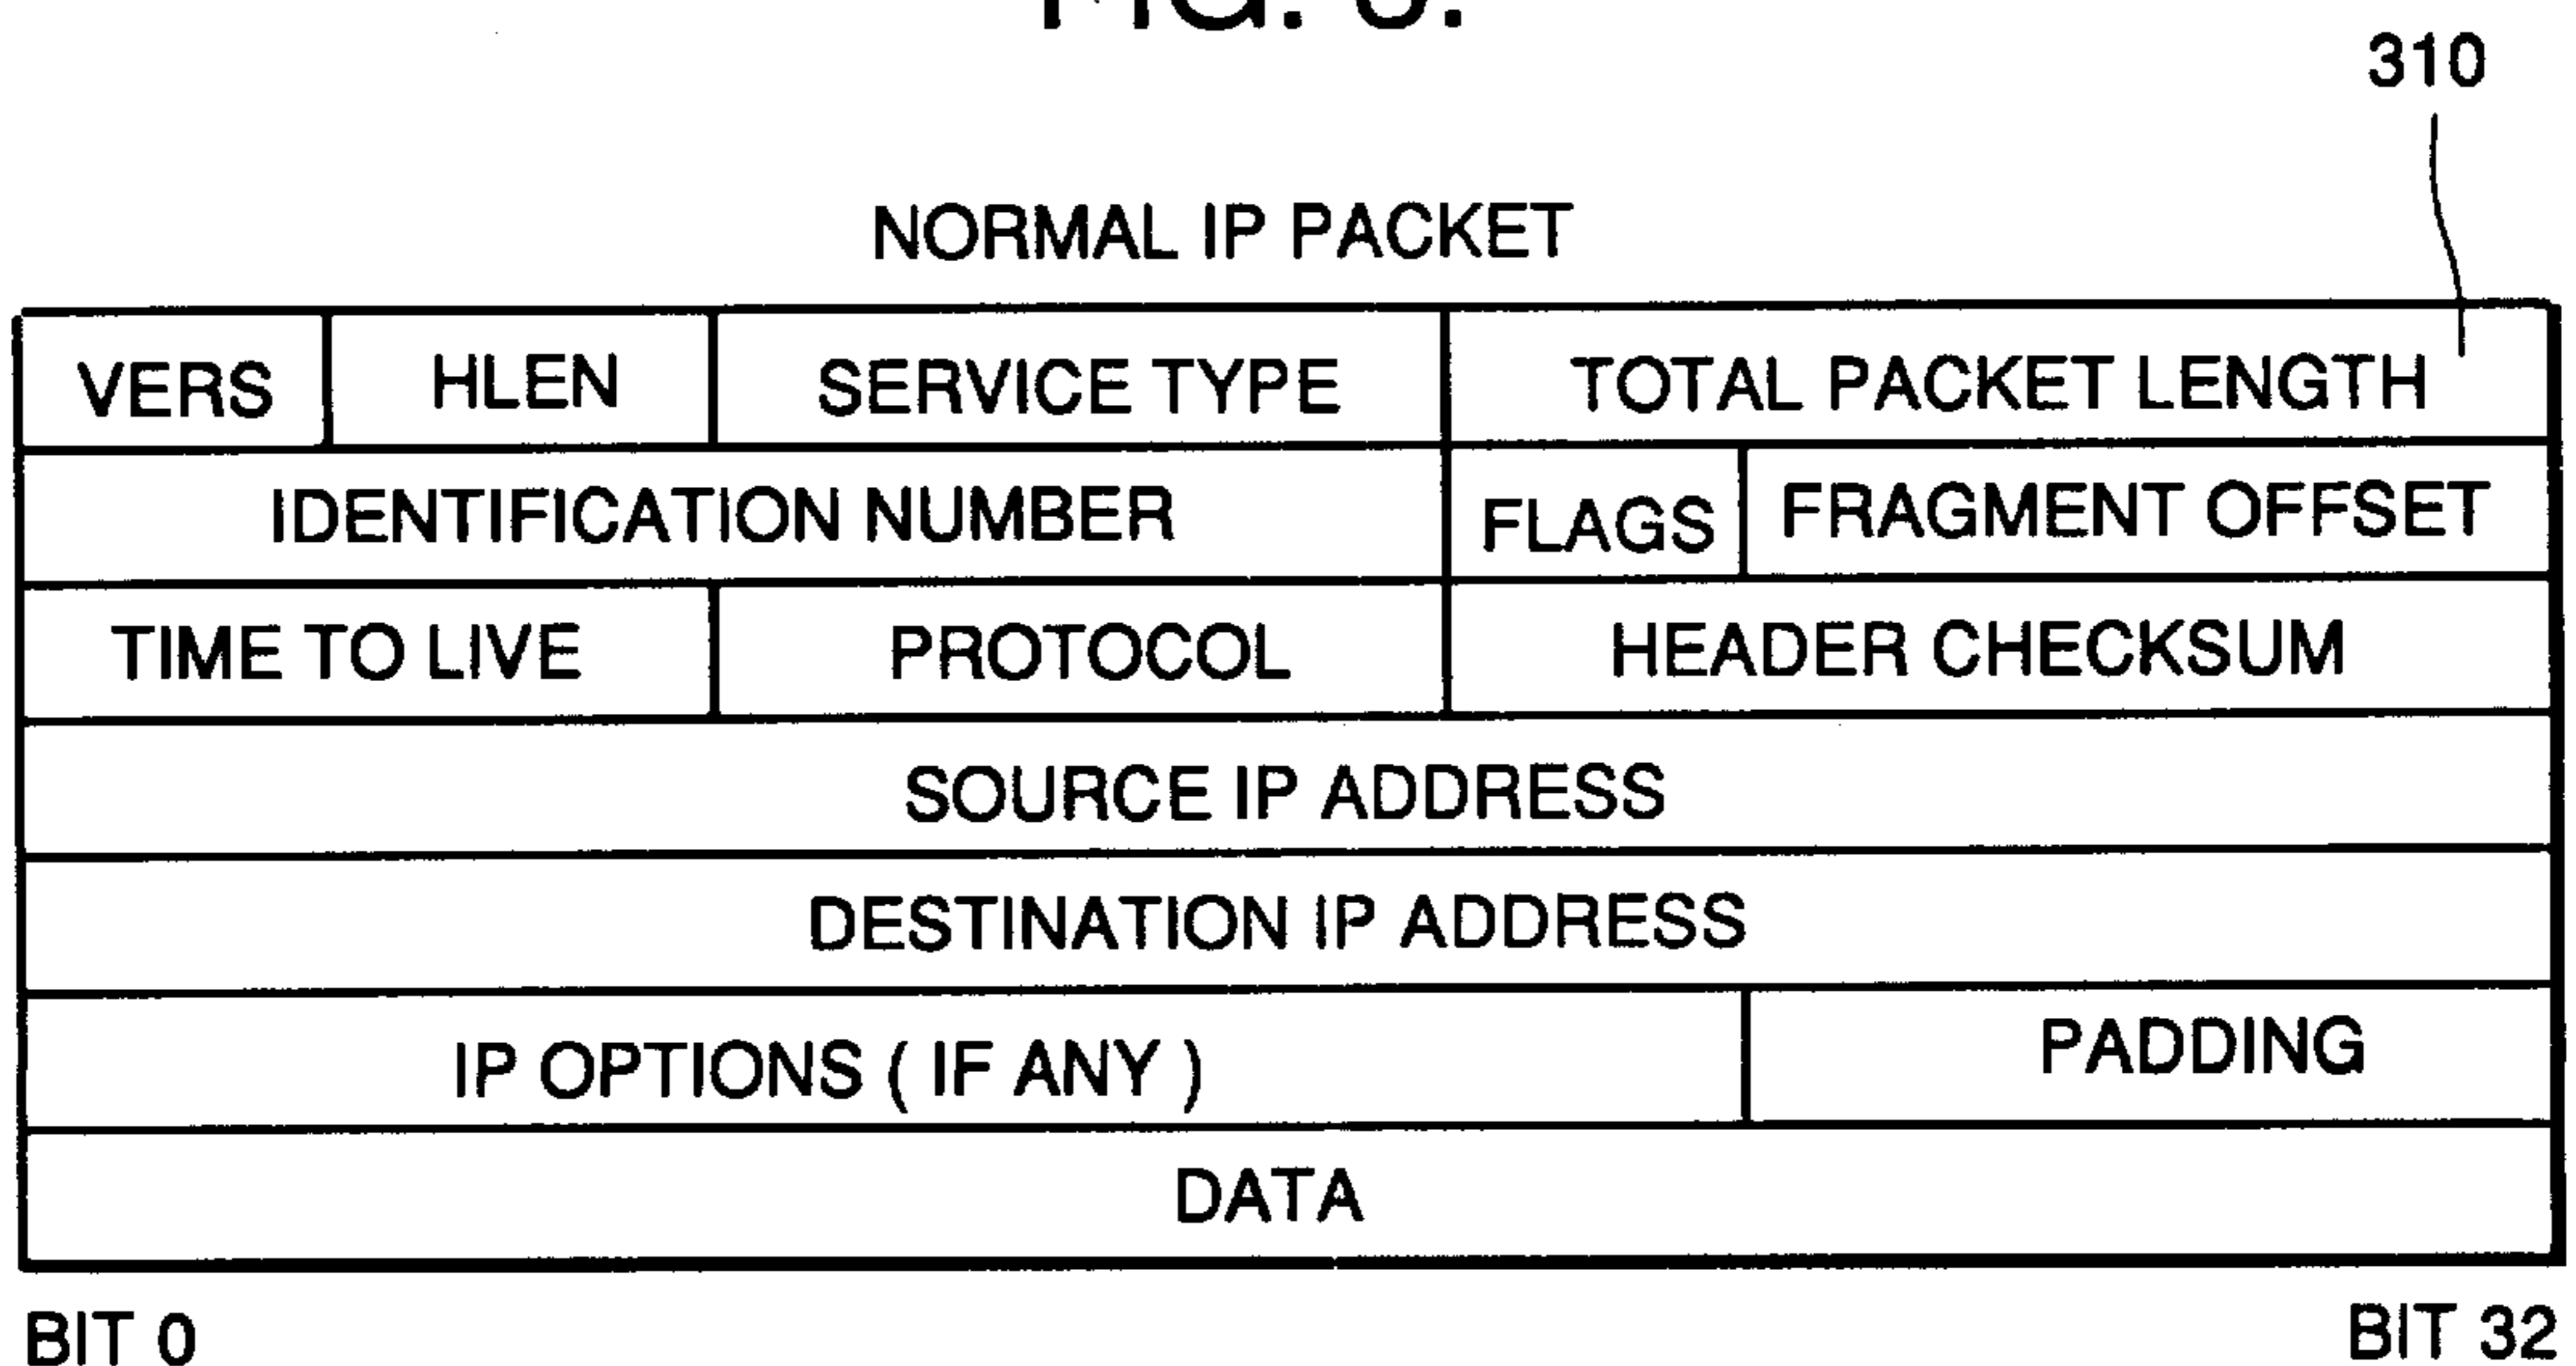 310
NORMAL IP PACKET
VERS HLEN SERVICE TYPE TOTAL PACKET LENGTH
IDENTIFICATION NUMBER FLAGS FRAGMENT OFFSET
TIME TO LIVE PROTOCOL HEADER CHECKSUM
SOURCE IP ADDRESS
DESTINATION IP ADDRESS
IP OPTIONS ( IF ANY ) PADDING
DATA
BIT 0 BIT 32